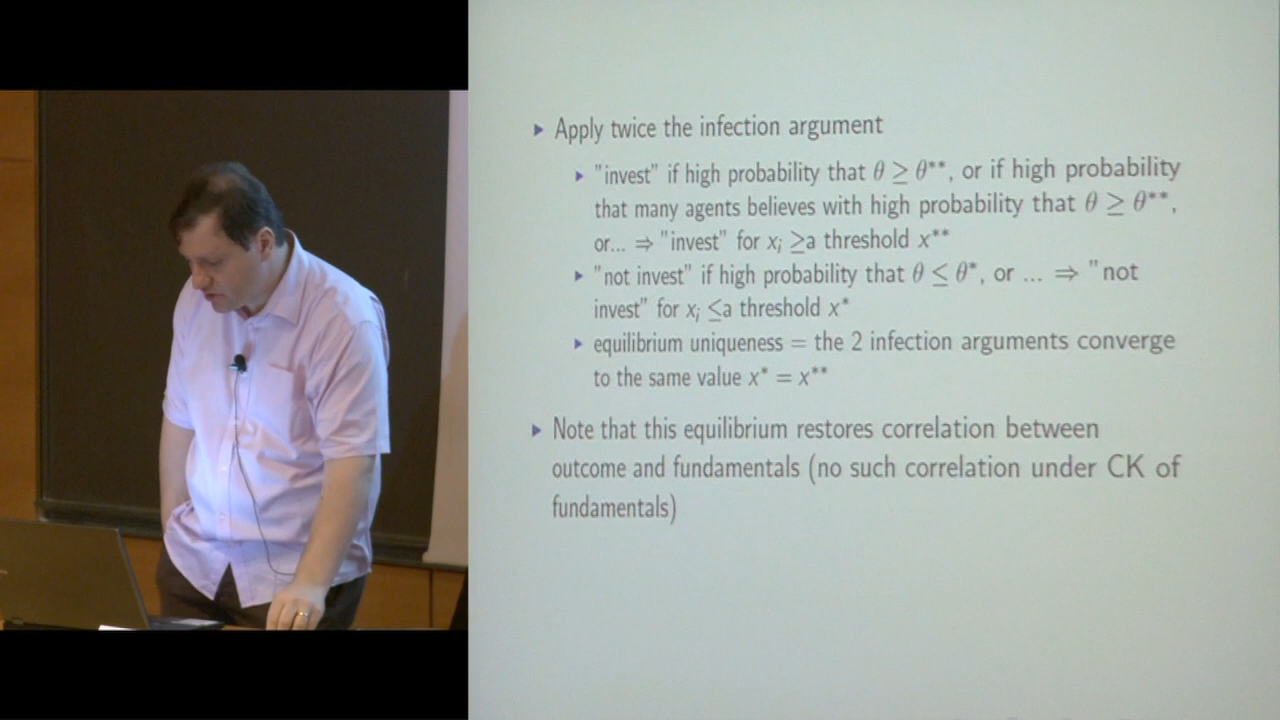 Apply twice the infection argument
"invest" if high probability that θ ≥ θ**, or if high probability
that many agents believes with high probability that θ ≥ θ**,
or... ⇒ "invest" for xᵢ ≥a threshold x**
"not invest" if high probability that θ ≤ θ*, or ... ⇒ "not
invest" for xᵢ ≤a threshold x*
equilibrium uniqueness = the 2 infection arguments converge
to the same value x* = x**
Note that this equilibrium restores correlation between
outcome and fundamentals (no such correlation under CK of
fundamentals)